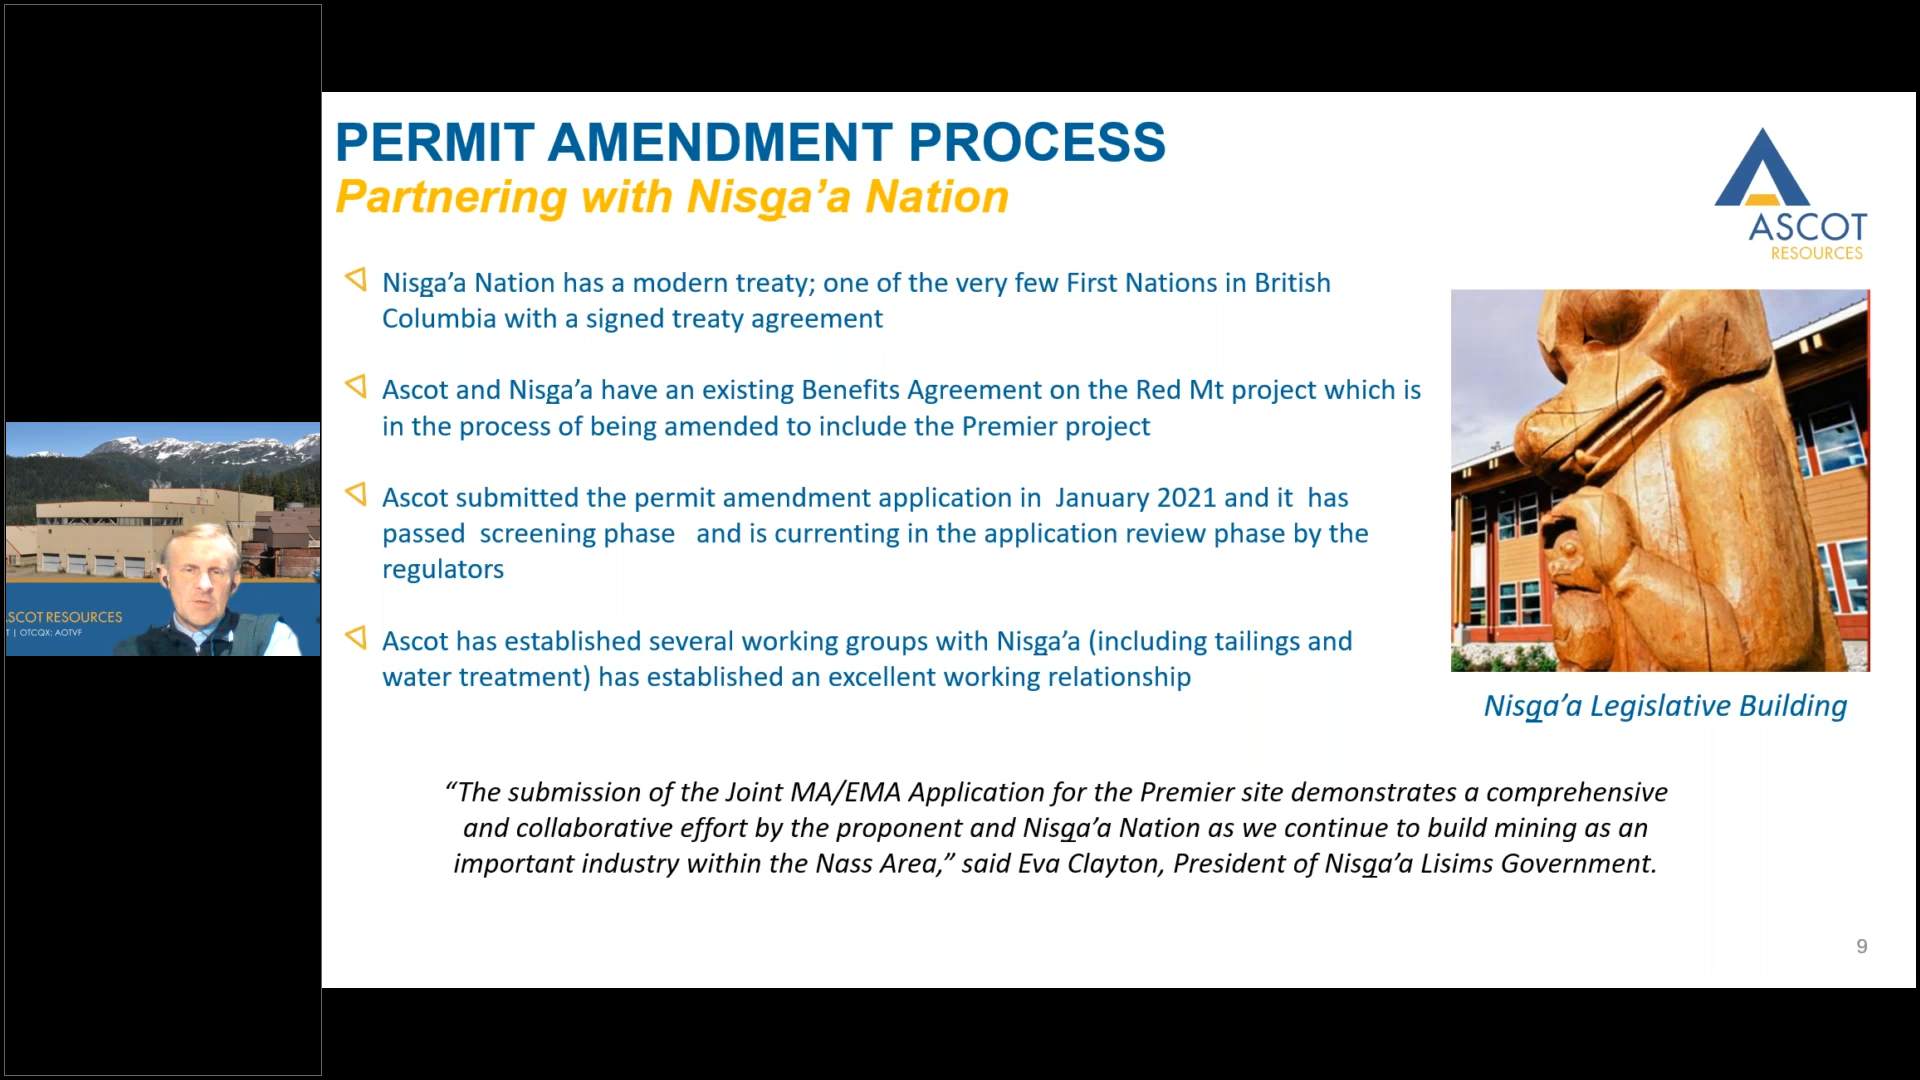 PERMIT AMENDMENT PROCESS
Partnering with Nisg̱a’a Nation
ASCOT
RESOURCES
Nisg̱a’a Nation has a modern treaty; one of the very few First Nations in British
Columbia with a signed treaty agreement
Ascot and Nisg̱a’a have an existing Benefits Agreement on the Red Mt project which is
in the process of being amended to include the Premier project
Ascot submitted the permit amendment application in  January 2021 and it  has
passed  screening phase   and is currenting in the application review phase by the
regulators
Ascot has established several working groups with Nisg̱a’a (including tailings and
water treatment) has established an excellent working relationship
Nisg̱a’a Legislative Building
“The submission of the Joint MA/EMA Application for the Premier site demonstrates a comprehensive
and collaborative effort by the proponent and Nisg̱a’a Nation as we continue to build mining as an
important industry within the Nass Area,” said Eva Clayton, President of Nisg̱a’a Lisims Government.
9
SCOT RESOURCES
T | OTCQX: AOTVF